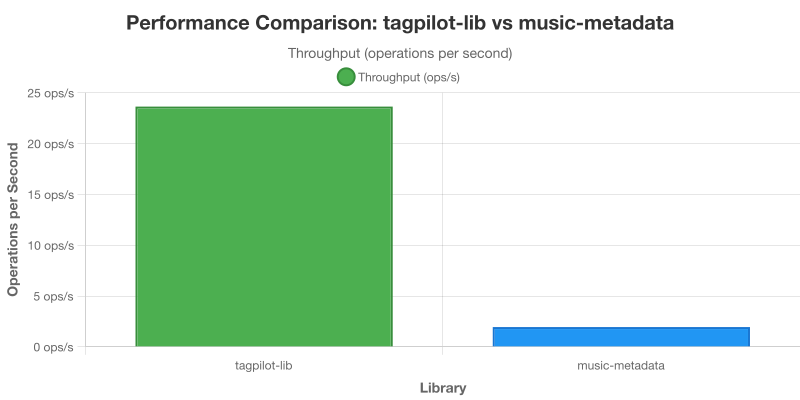 Performance Comparison: tagpilot-lib vs music-metadata
Throughput (operations per second)
Throughput (ops/s)
Operations per Second
25 ops/s
20 ops/s
15 ops/s
10 ops/s
5 ops/s
0 ops/s
tagpilot-lib
music-metadata
Library